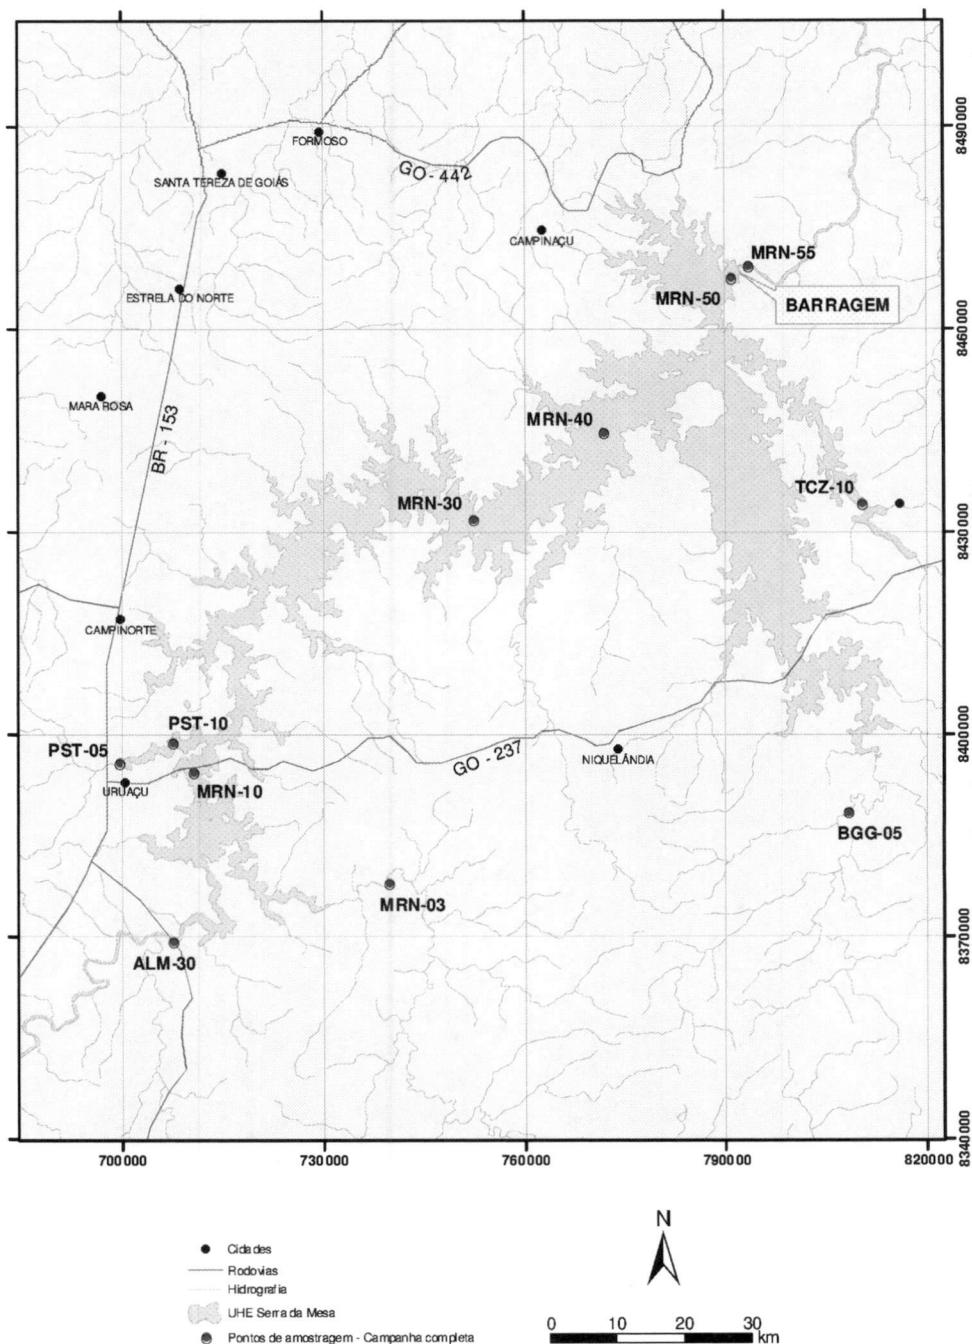 FORMOSO
8490000
SANTA TEREZA DE GOIÁS
GO - 442
CAMPINAÇU
MRN-55
ESTRELA DO NORTE
MRN-50
BARRAGEM
8460000
MARA ROSA
BR - 153
MRN-40
MRN-30
TCZ-10
8430000
CAMPINORTE
PST-10
PST-05
8400000
GO - 237
NIQUELÂNDIA
URUAÇU
MRN-10
BGG-05
MRN-03
8370000
ALM-30
8340000
700000 730000 760000 790000 820000
N
Cidades
Rodovias
Hidrografia
UHE Serra da Mesa
Pontos de amostragem - Campanha completa
0 10 20 30
km